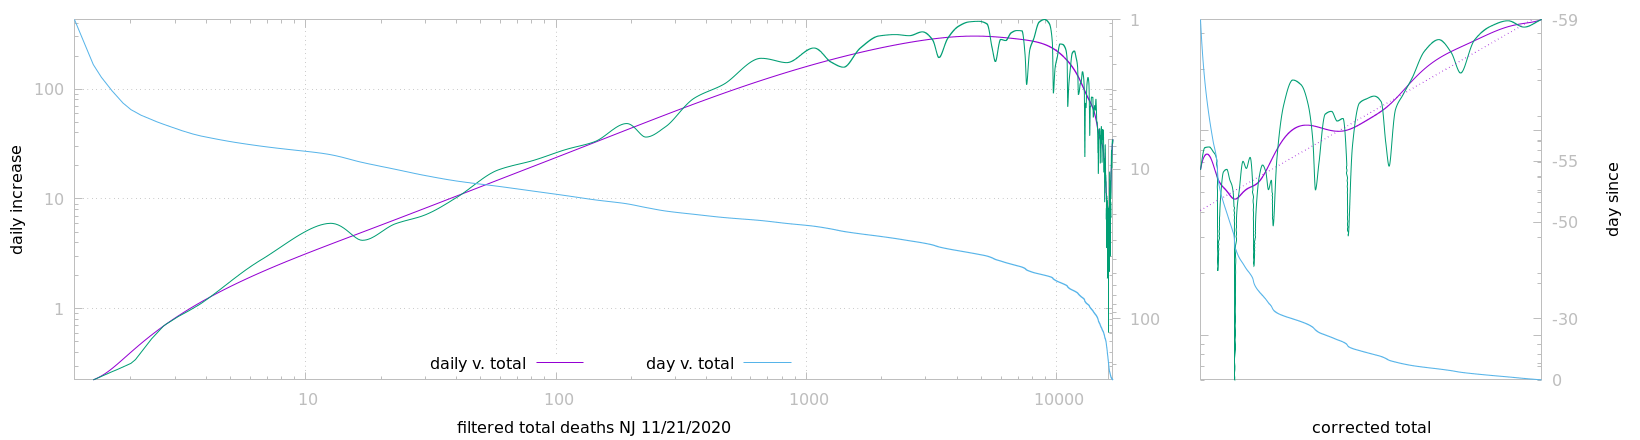 daily increase
100
10
1
10
100
1000
10000
1
10
100
daily v. total
day v. total
filtered total deaths NJ 11/21/2020
-59
-55
-50
-30
0
day since
corrected total